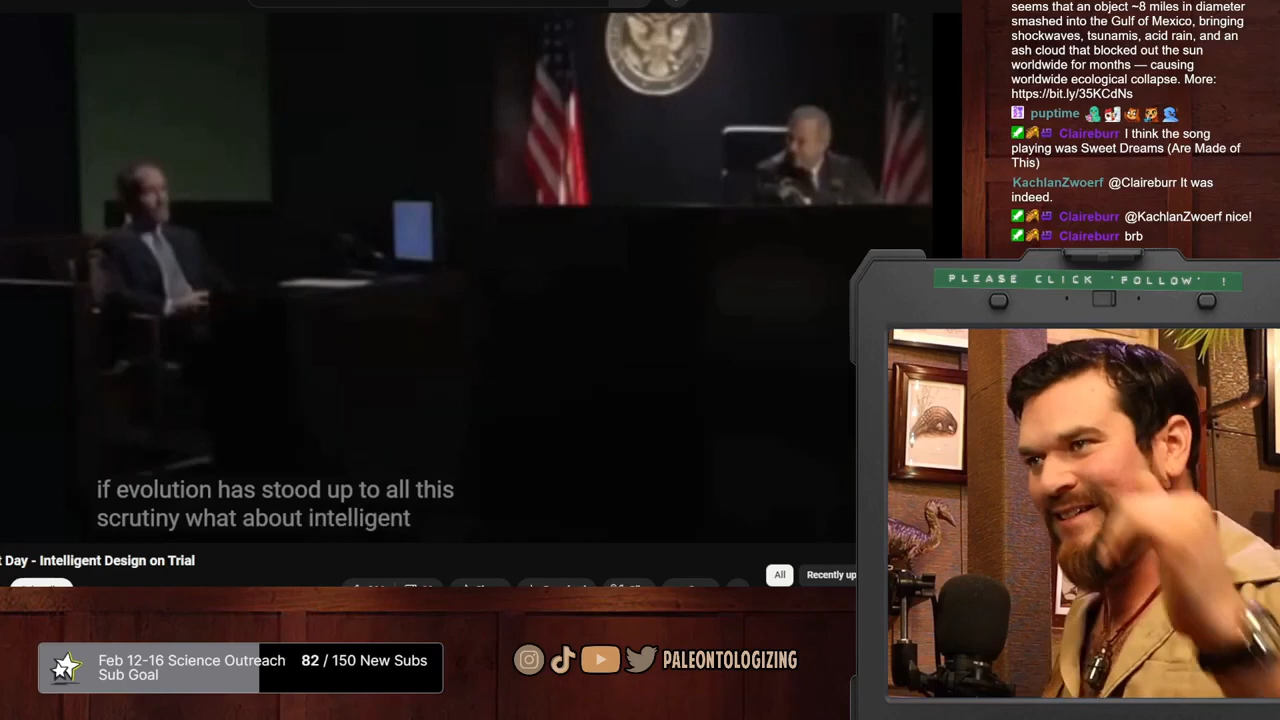 seems that an object ~8 miles in diameter
smashed into the Gulf of Mexico, bringing
shockwaves, tsunamis, acid rain, and an
ash cloud that blocked out the sun
worldwide for months — causing
worldwide ecological collapse. More:
https://bit.ly/35KCdNs
puptime
Claireburr I think the song
playing was Sweet Dreams (Are Made of
This)
KachlanZwoerf @Claireburr It was
indeed.
Claireburr @KachlanZwoerf nice!
Claireburr brb
PLEASE CLICK 'FOLLOW' !
if evolution has stood up to all this
scrutiny what about intelligent
t Day - Intelligent Design on Trial
All
Recently up
Feb 12-16 Science Outreach
Sub Goal
82 / 150 New Subs
PALEONTOLOGIZING